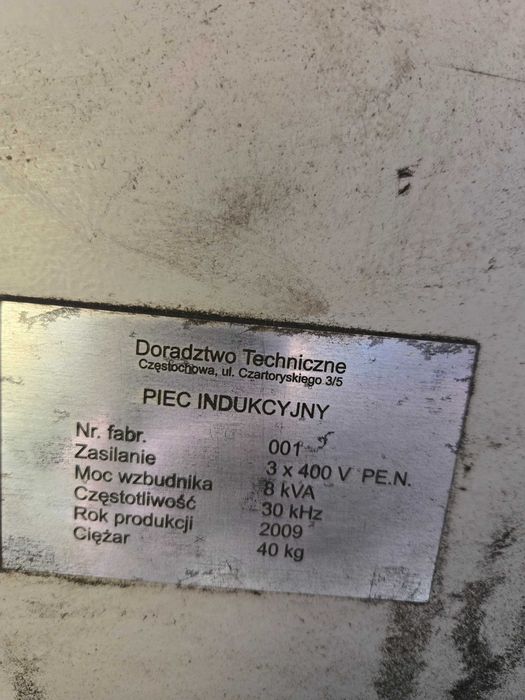 Doradztwo Techniczne
Częstochowa, ul. Czartoryskiego 3/5
PIEC INDUKCYJNY
Nr. fabr. 001
Zasilanie 3 x 400 V PE.N.
Moc wzbudnika 8 kVA
Częstotliwość 30 kHz
Rok produkcji 2009
Ciężar 40 kg